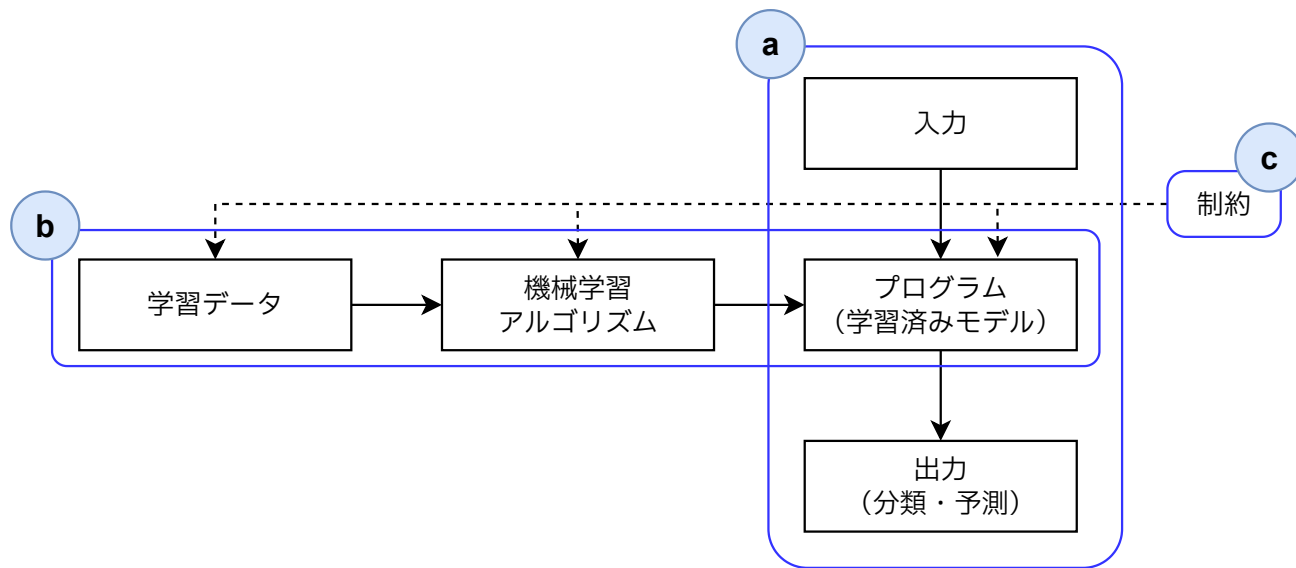 a
入力
c
制約
b
学習データ
機械学習
アルゴリズム
プログラム
（学習済みモデル）
出力
（分類・予測）